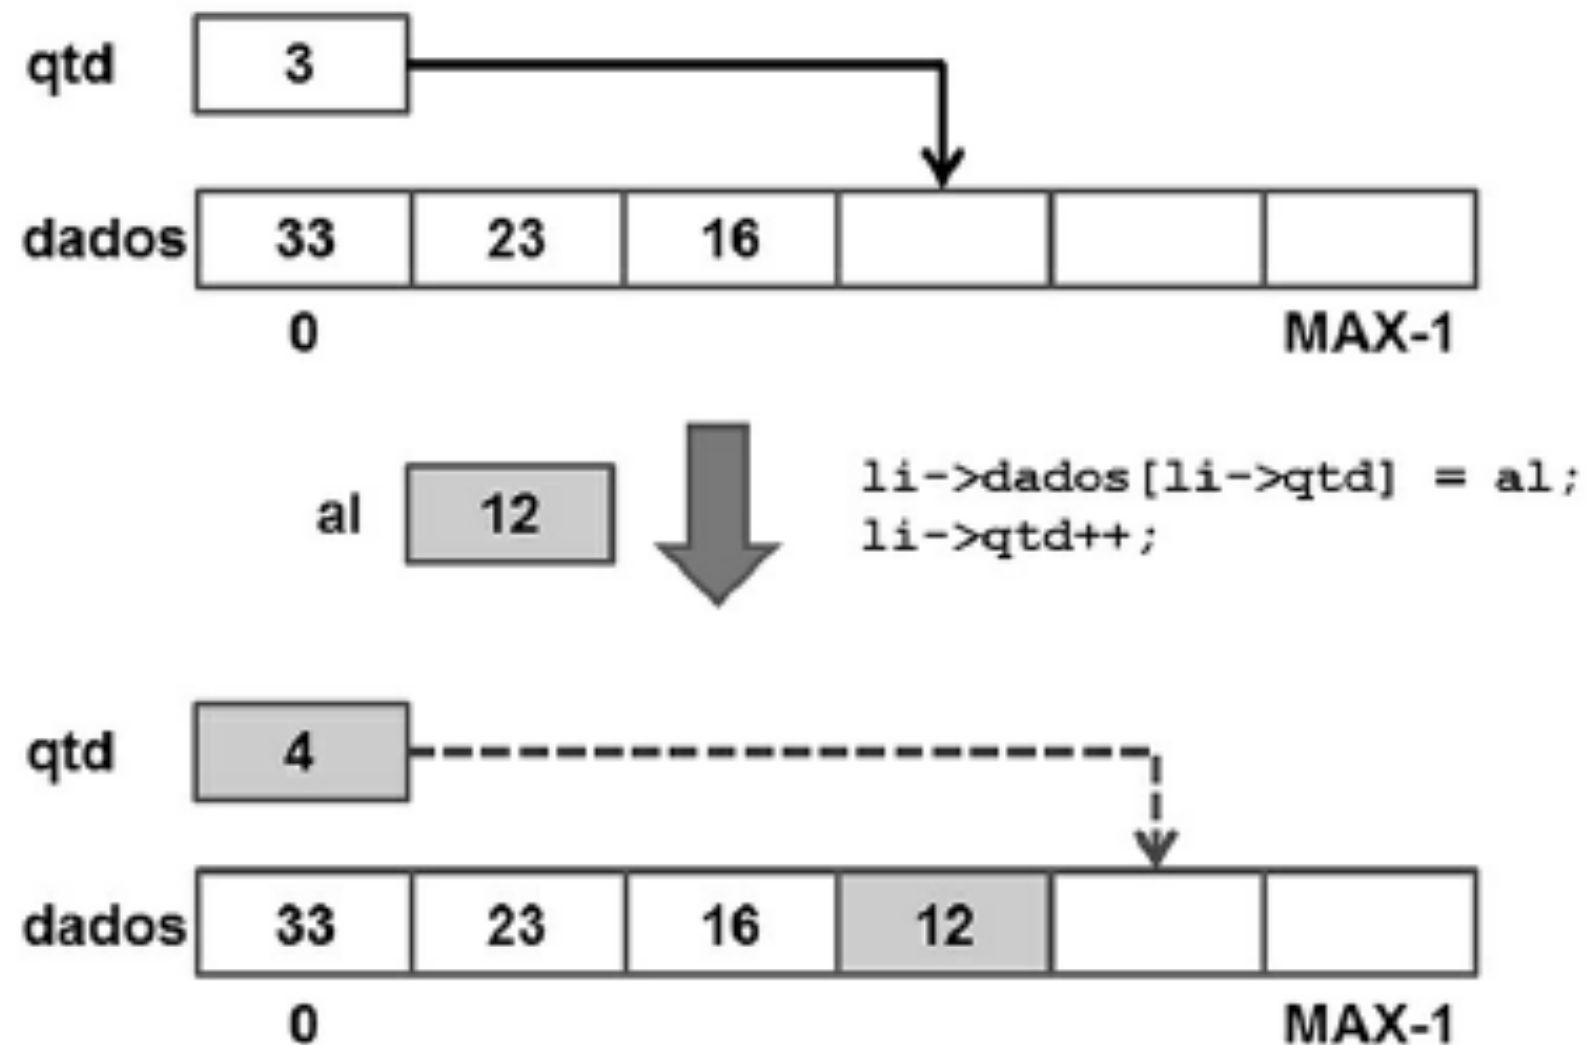 qtd 3
dados 33 23 16
0 MAX-1
al 12
li->dados[li->qtd] = al;
li->qtd++;
qtd 4
dados 33 23 16 12
0 MAX-1